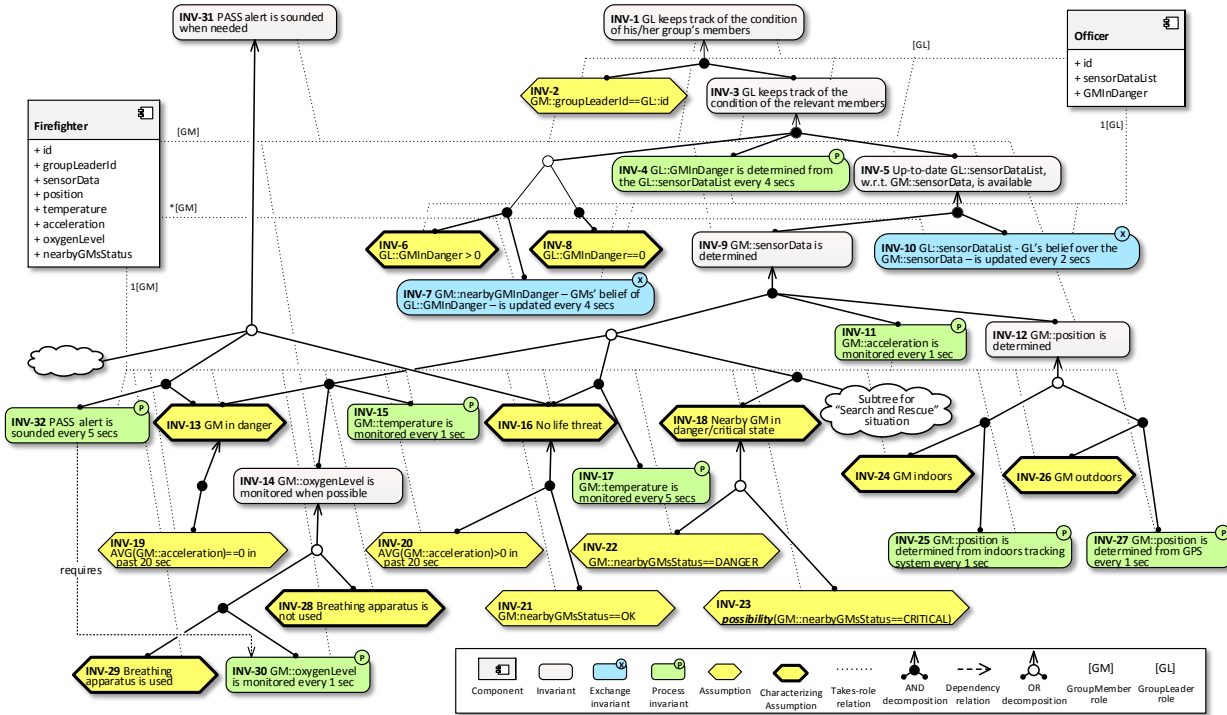 INV-31 PASS alert is sounded
when needed
INV-1 GL keeps track of the condition
of his/her group's members
[GL]
Officer
+ id
+ sensorDataList
+ GMInDanger
INV-2
GM::groupLeaderId==GL::id
INV-3 GL keeps track of the
condition of the relevant members
Firefighter
+ id
+ groupLeaderId
+ sensorData
+ position
+ temperature
+ acceleration
+ oxygenLevel
+ nearbyGMsStatus
[GM]
1[GL]
*[GM]
1[GM]
P
INV-4 GL::GMInDanger is determined from
the GL::sensorDataList every 4 secs
INV-5 Up-to-date GL::sensorDataList,
w.r.t. GM::sensorData, is available
INV-6
GL::GMInDanger > 0
INV-8
GL::GMInDanger==0
INV-9 GM::sensorData is
determined
X
INV-10 GL::sensorDataList - GL's belief over the
GM::sensorData – is updated every 2 secs
X
INV-7 GM::nearbyGMInDanger – GMs' belief of
GL::GMInDanger – is updated every 4 secs
P
INV-11
GM::acceleration is
monitored every 1 sec
INV-12 GM::position is
determined
P
INV-32 PASS alert is
sounded every 5 secs
INV-13 GM in danger
P
INV-15
GM::temperature is
monitored every 1 sec
INV-16 No life threat
INV-18 Nearby GM in
danger/critical state
Subtree for
“Search and Rescue”
situation
INV-14 GM::oxygenLevel is
monitored when possible
P
INV-17
GM::temperature is
monitored every 5 secs
INV-24 GM indoors
INV-26 GM outdoors
INV-19
AVG(GM::acceleration)==0 in
past 20 sec
INV-20
AVG(GM::acceleration)>0 in
past 20 sec
INV-22
GM::nearbyGMsStatus==DANGER
P
INV-25 GM::position is
determined from indoors tracking
system every 1 sec
P
INV-27 GM::position is
determined from GPS
every 1 sec
requires
INV-28 Breathing apparatus is
not used
INV-21
GM:nearbyGMsStatus==OK
INV-23
possibility(GM::nearbyGMsStatus==CRITICAL)
INV-29 Breathing
apparatus is used
P
INV-30 GM::oxygenLevel
is monitored every 1 sec
X
P
[GM]
[GL]
Component
Invariant
Exchange
invariant
Process
invariant
Assumption
Characterizing
Assumption
Takes-role
relation
AND
decomposition
Dependency
relation
OR
decomposition
GroupMember
role
GroupLeader
role